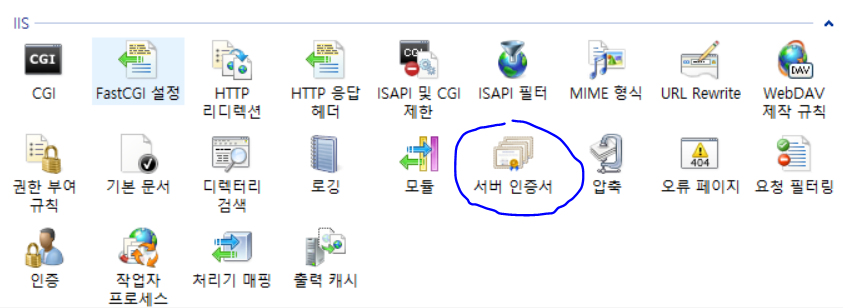 IIS
CGI
CGI
FastCGI 설정
HTTP
리디렉션
HTTP 응답
헤더
CGI
ISAPI 및 CGI
제한
ISAPI 필터
MIME 형식
URL Rewrite
DAV
WebDAV
제작 규칙
권한 부여
규칙
기본 문서
디렉터리
검색
로깅
모듈
서버 인증서
압축
404
오류 페이지
요청 필터링
인증
작업자
프로세스
처리기 매핑
출력 캐시